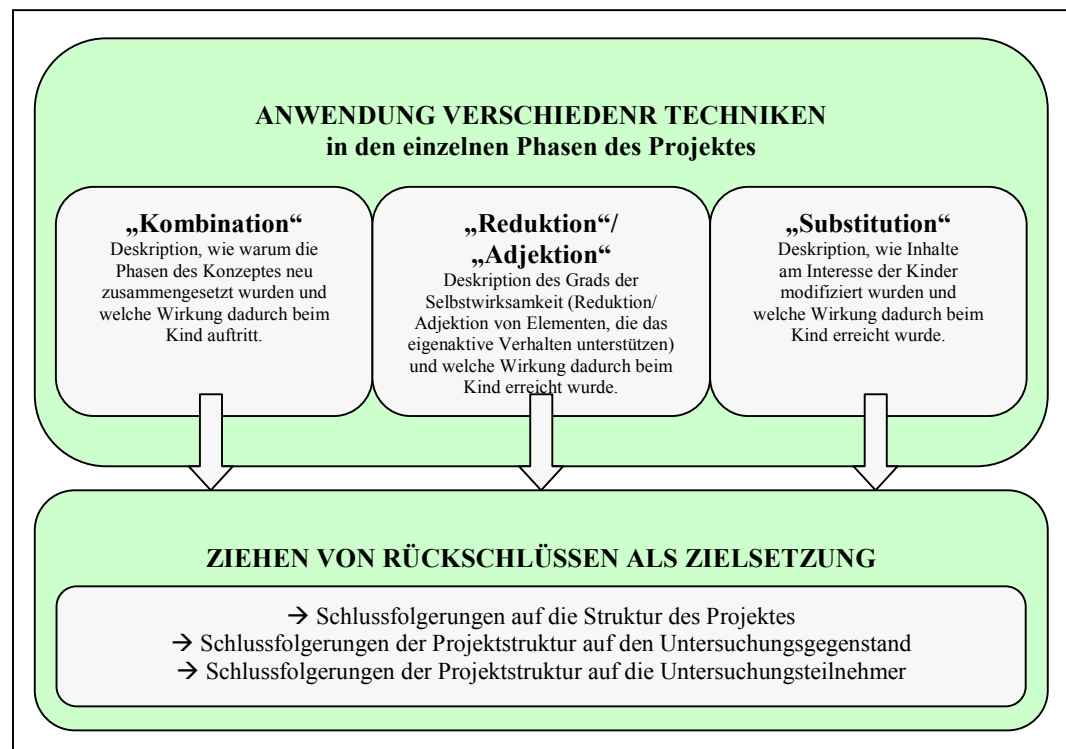 ANWENDUNG VERSCHIEDENR TECHNIKEN
in den einzelnen Phasen des Projektes
„Kombination“
Deskription, wie warum die
Phasen des Konzeptes neu
zusammengesetzt wurden und
welche Wirkung dadurch beim
Kind auftritt.
„Reduktion“/
„Adjektion“
Deskription des Grads der
Selbstwirksamkeit (Reduktion/
Adjektion von Elementen, die das
eigenaktive Verhalten unterstützen)
und welche Wirkung dadurch beim
Kind erreicht wurde.
„Substitution“
Deskription, wie Inhalte
am Interesse der Kinder
modifiziert wurden und
welche Wirkung dadurch beim
Kind erreicht wurde.
ZIEHEN VON RÜCKSCHLÜSSEN ALS ZIELSETZUNG
→ Schlussfolgerungen auf die Struktur des Projektes
→ Schlussfolgerungen der Projektstruktur auf den Untersuchungsgegenstand
→ Schlussfolgerungen der Projektstruktur auf die Untersuchungsteilnehmer